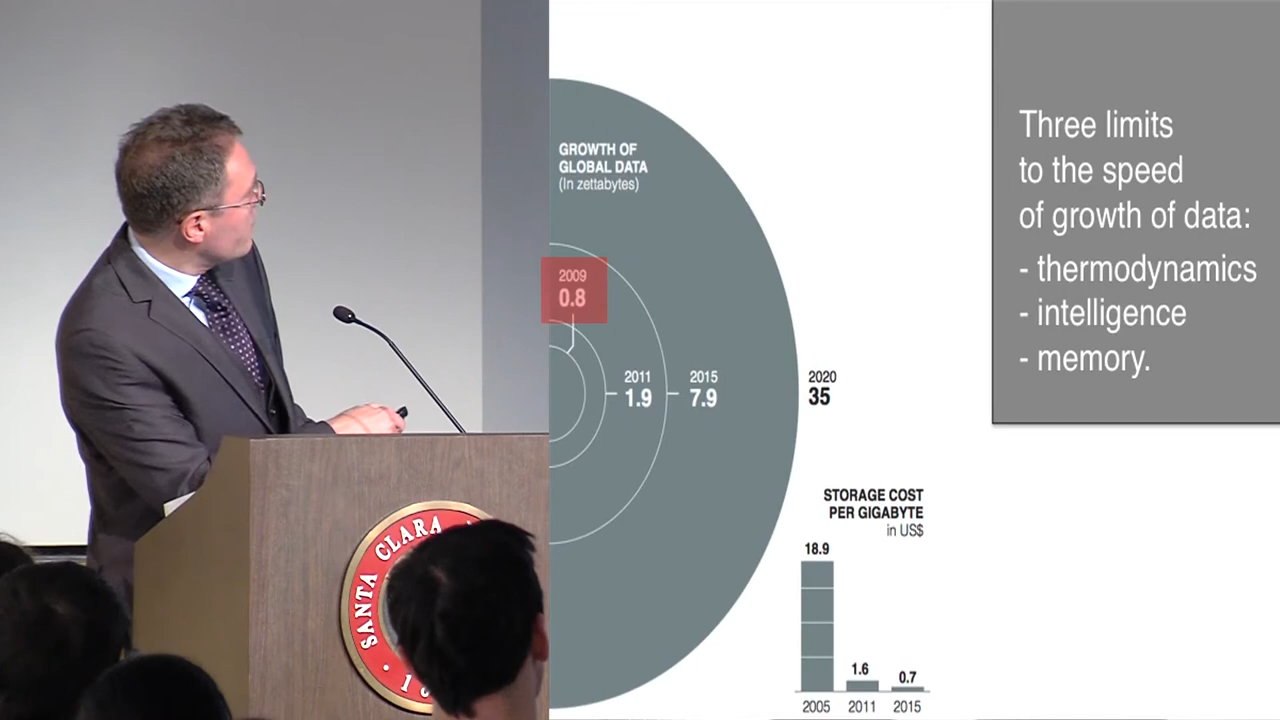 GROWTH OF
GLOBAL DATA
(In zettabytes)
2009
0.8
2011
1.9
2015
7.9
2020
35
Three limits
to the speed
of growth of data:
- thermodynamics
- intelligence
- memory.
STORAGE COST
PER GIGABYTE
in US$
18.9
1.6
0.7
2005
2011
2015
SANTA CLARA